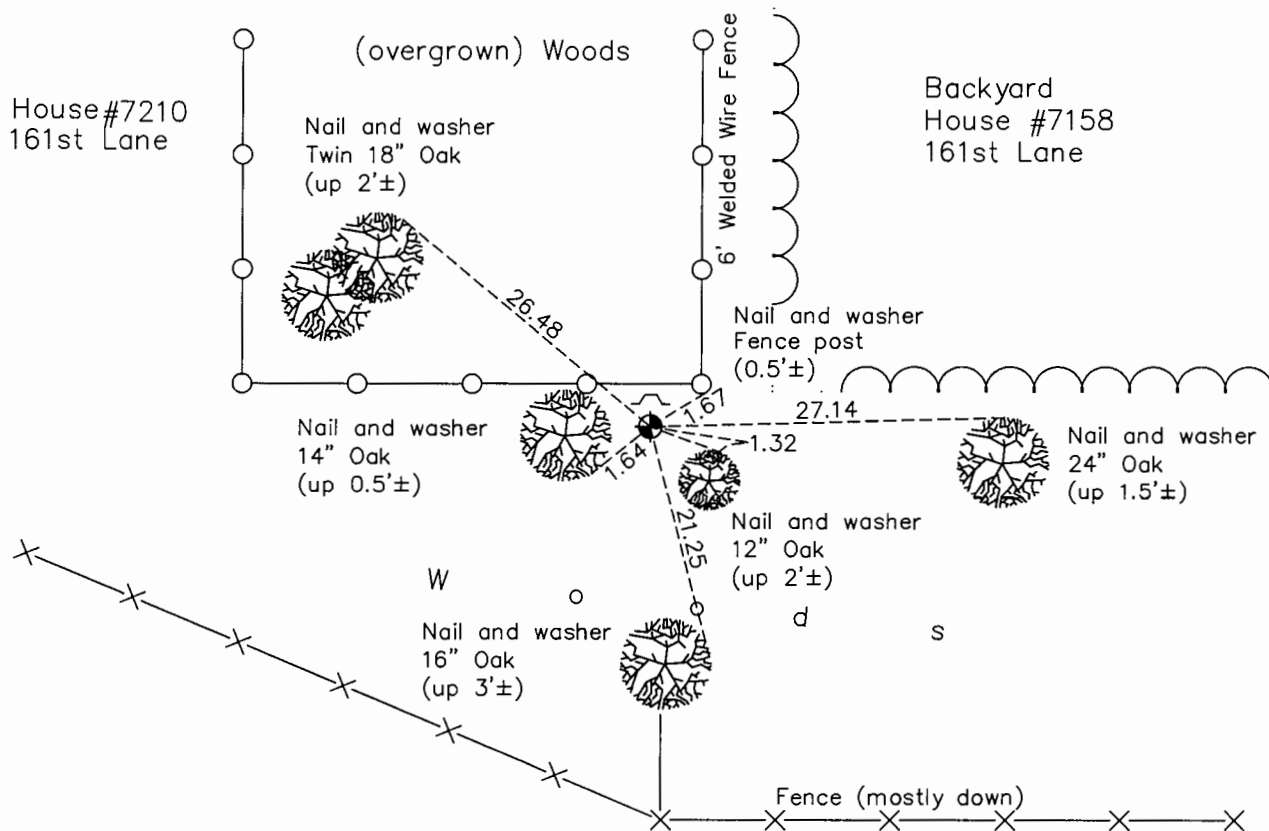 (overgrown) Woods
6' Welded Wire Fence
House #7210
161st Lane
Backyard
House #7158
161st Lane
Nail and washer
Twin 18" Oak
(up 2'±)
26.48
Nail and washer
Fence post
(0.5'±)
1.67
27.14
1.32
1.64
21.25
Nail and washer
14" Oak
(up 0.5'±)
Nail and washer
24" Oak
(up 1.5'±)
Nail and washer
12" Oak
(up 2'±)
W o o d s
Nail and washer
16" Oak
(up 3'±)
Fence (mostly down)